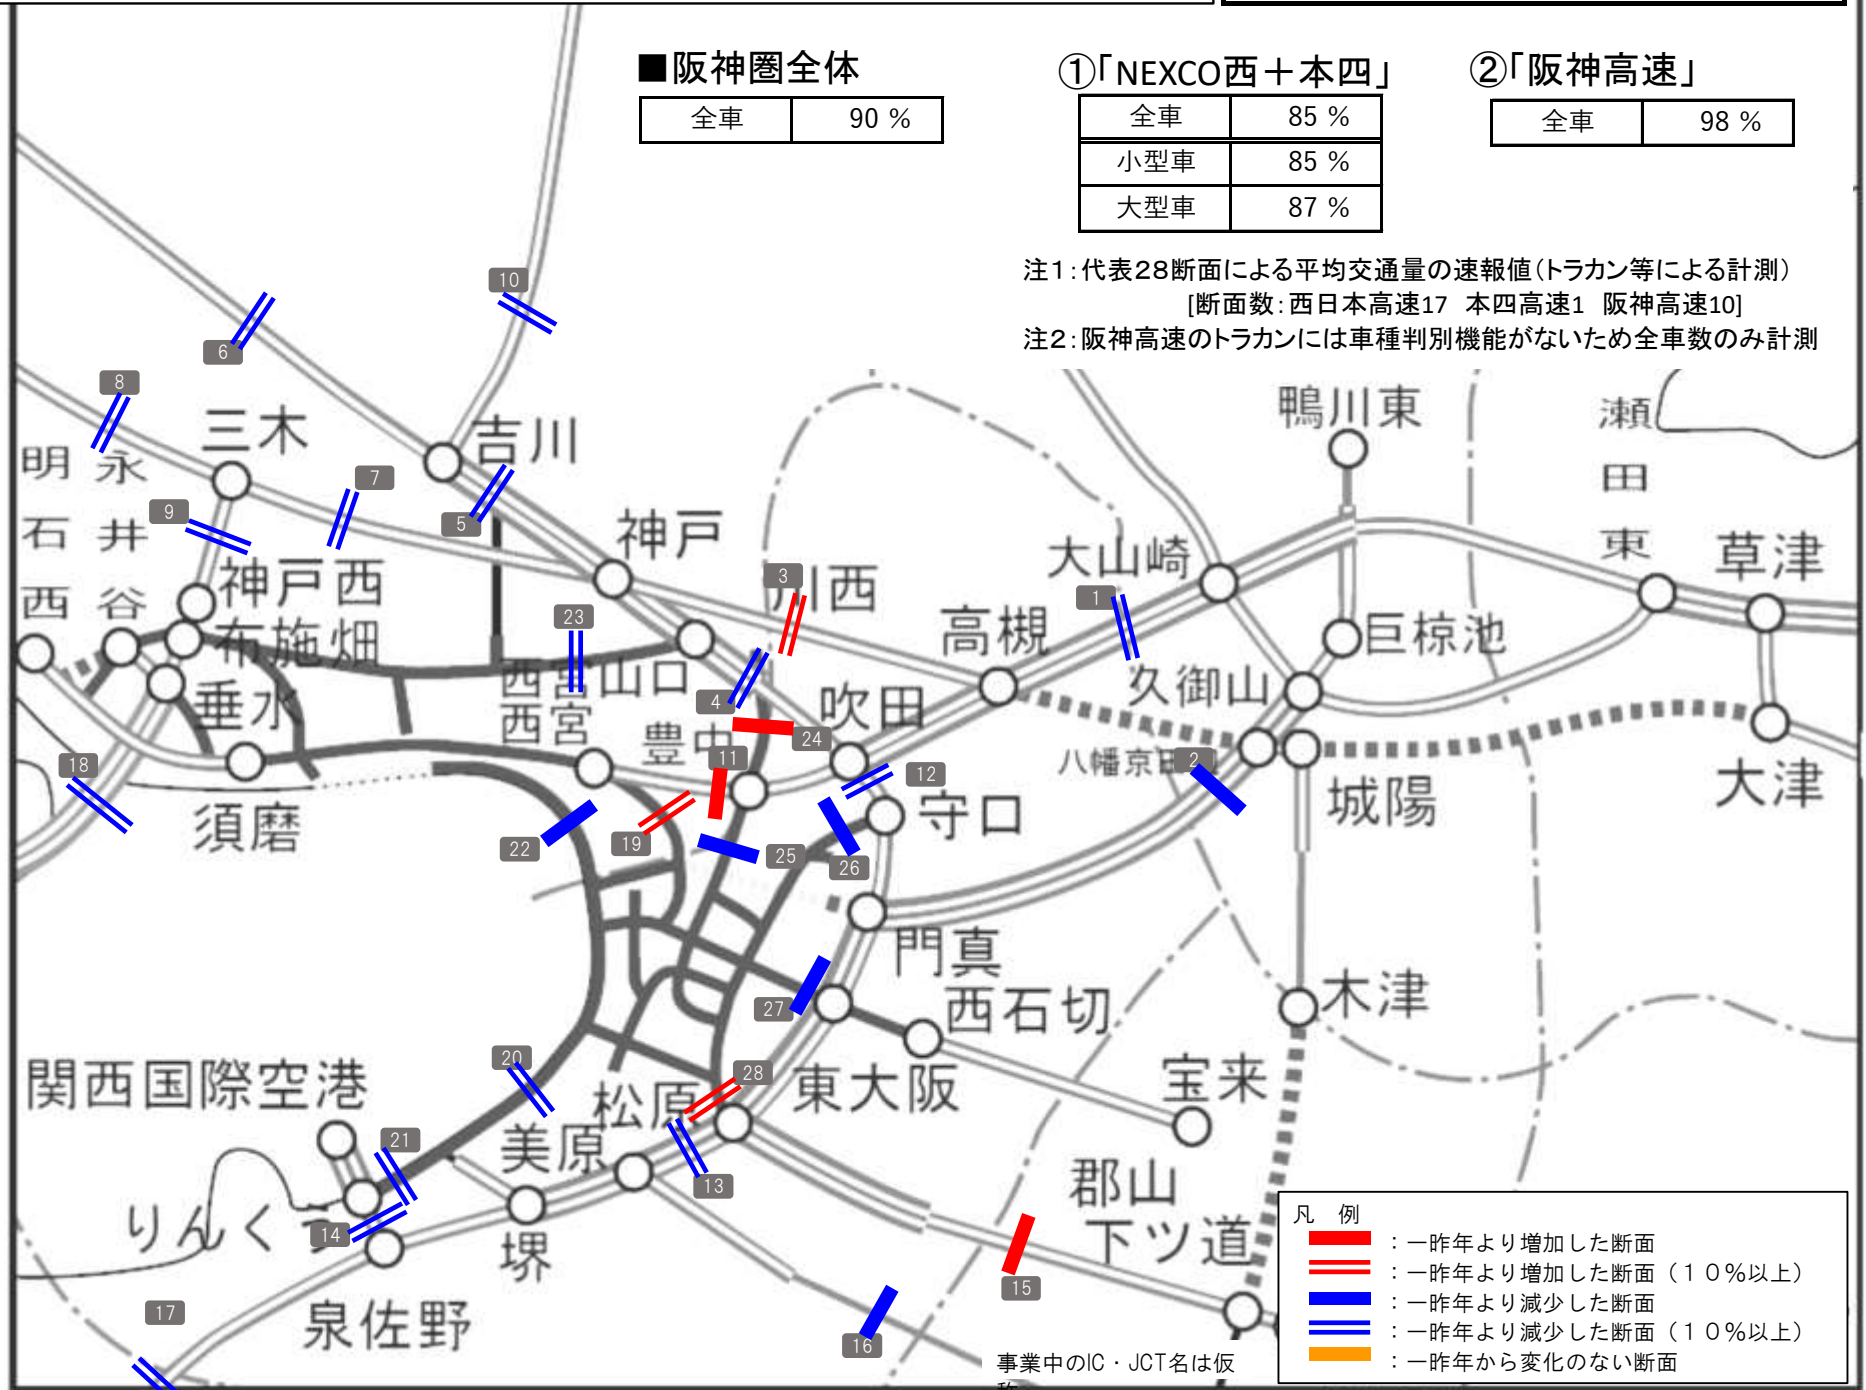 ■阪神圏全体
全車 90 %
①「NEXCO西＋本四」
全車 85 %
小型車 85 %
大型車 87 %
②「阪神高速」
全車 98 %
注1：代表28断面による平均交通量の速報値（トラカン等による計測）
[断面数：西日本高速17 本四高速1 阪神高速10]
注2：阪神高速のトラカンには車種判別機能がないため全車数のみ計測
10
6
8
三木
吉川
鴨川東
瀬田東
明石西
永井谷
7
9
5
神戸
大山崎
草津
神戸西
3
川西
1
高槻
23
布施畑
巨椋池
西宮山口
久御山
垂水
4
吹田
西宮
豊中
24
八幡京田
2
11
18
12
大津
守口
城陽
須磨
22
19
25
26
門真
27
西石切
木津
関西国際空港
20
松原
28
東大阪
宝来
21
美原
13
郡山
下ツ道
りんくう
14
堺
15
17
泉佐野
16
事業中のIC・JCT名は仮
凡 例
：一昨年より増加した断面
：一昨年より増加した断面（１０％以上）
：一昨年より減少した断面
：一昨年より減少した断面（１０％以上）
：一昨年から変化のない断面